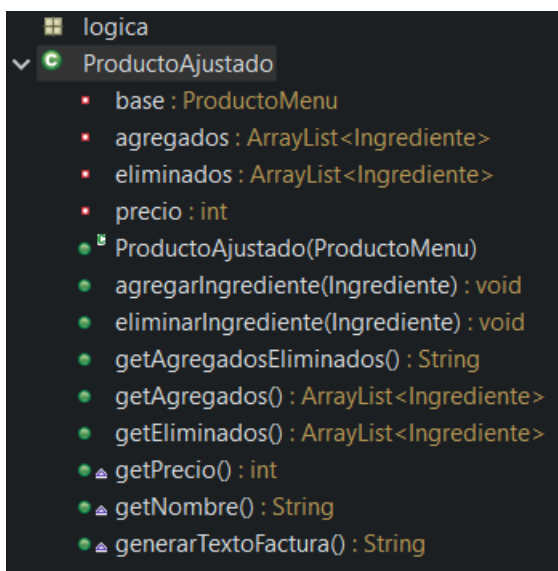 logica
ProductoAjustado
base : ProductoMenu
agregados : ArrayList<Ingrediente>
eliminados : ArrayList<Ingrediente>
precio : int
ProductoAjustado(ProductoMenu)
agregarIngrediente(Ingrediente) : void
eliminarIngrediente(Ingrediente) : void
getAgregadosEliminados() : String
getAgregados() : ArrayList<Ingrediente>
getEliminados() : ArrayList<Ingrediente>
getPrecio() : int
getNombre() : String
generarTextoFactura() : String